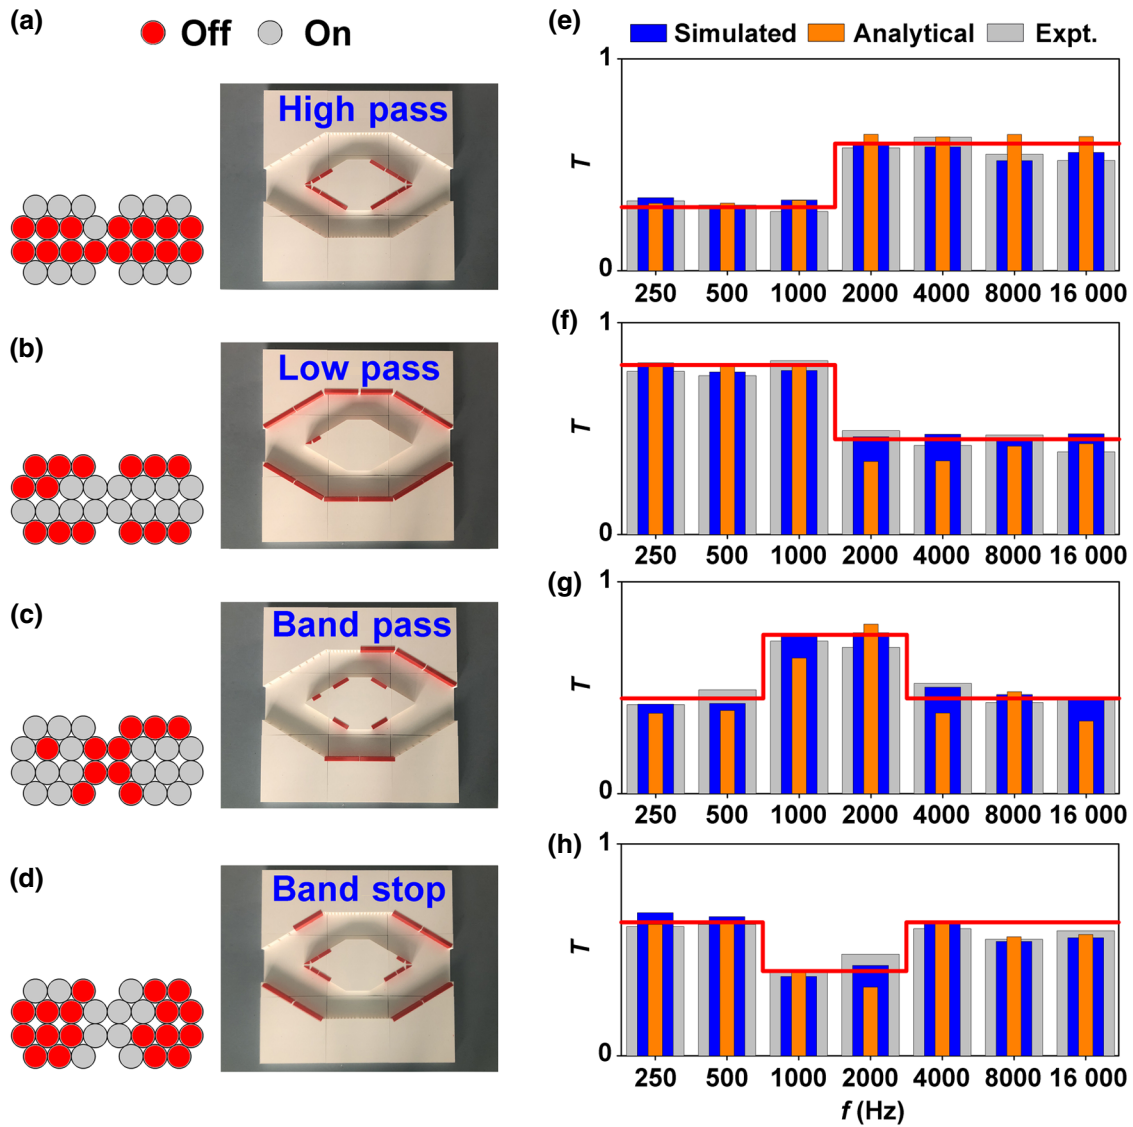 (a)
Off On
High pass
(b)
Low pass
(c)
Band pass
(d)
Band stop
(e)
Simulated Analytical Expt.
1
T
0
250 500 1000 2000 4000 8000 16 000
(f)
1
T
0
250 500 1000 2000 4000 8000 16 000
(g)
1
T
0
250 500 1000 2000 4000 8000 16 000
(h)
1
T
0
250 500 1000 2000 4000 8000 16 000
f (Hz)